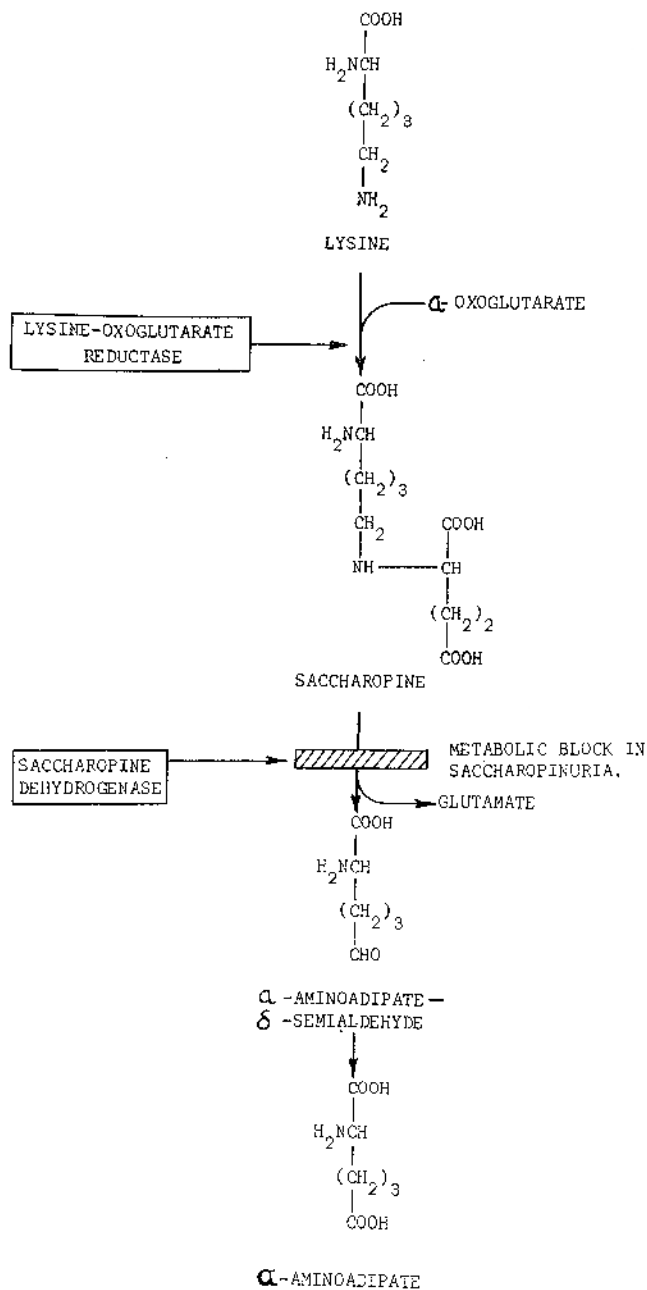 COOH
H₂NCH
(CH₂)₃
CH₂
NH₂
LYSINE
α- OXOGLUTARATE
LYSINE-OXOGLUTARATE
REDUCTASE
COOH
H₂NCH
(CH₂)₃
CH₂
COOH
NH
CH
(CH₂)₂
COOH
SACCHAROPINE
SACCHAROPINE
DEHYDROGENASE
METABOLIC BLOCK IN
SACCHAROPINURIA.
GLUTAMATE
COOH
H₂NCH
(CH₂)₃
CHO
α -AMINOADIPATE-
δ -SEMIALDEHYDE
COOH
H₂NCH
(CH₂)₃
COOH
α-AMINOADIPATE